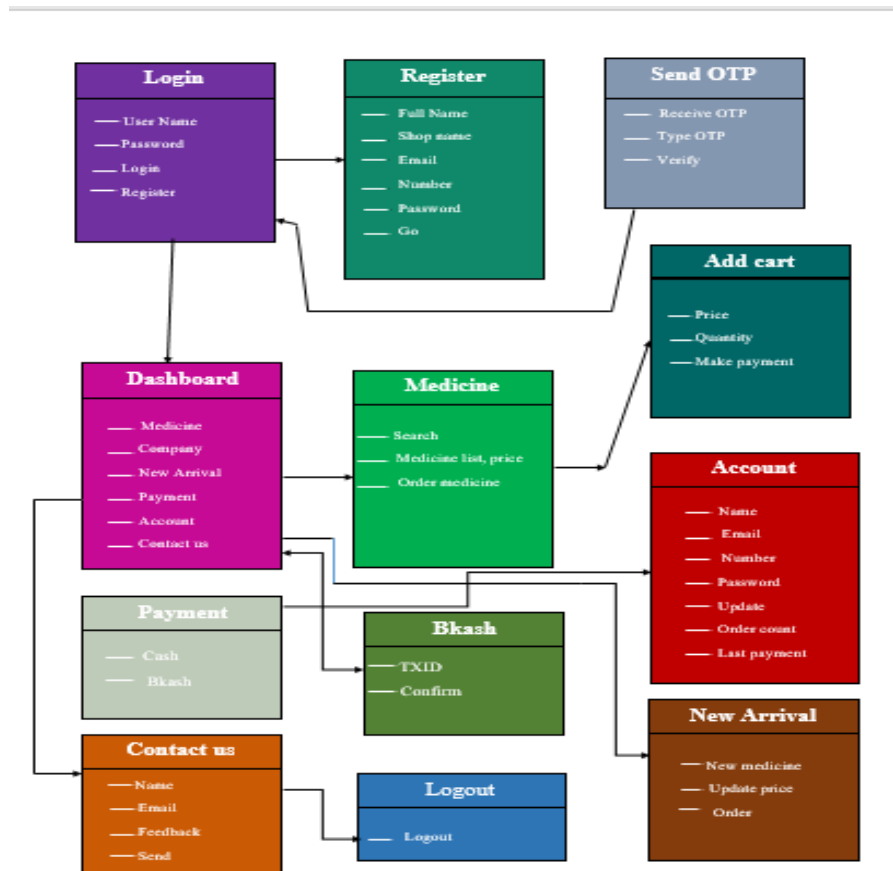 Login
User Name
Password
Login
Register
Register
Full Name
Shop name
Email
Number
Password
Go
Send OTP
Receive OTP
Type OTP
Verify
Add cart
Price
Quantity
Make payment
Dashboard
Medicine
Company
New Arrival
Payment
Account
Contact us
Medicine
Search
Medicine list, price
Order medicine
Account
Name
Email
Number
Password
Update
Order count
Last payment
Payment
Cash
Bkash
Bkash
TXID
Confirm
New Arrival
New medicine
Update price
Order
Contact us
Name
Email
Feedback
Send
Logout
Logout